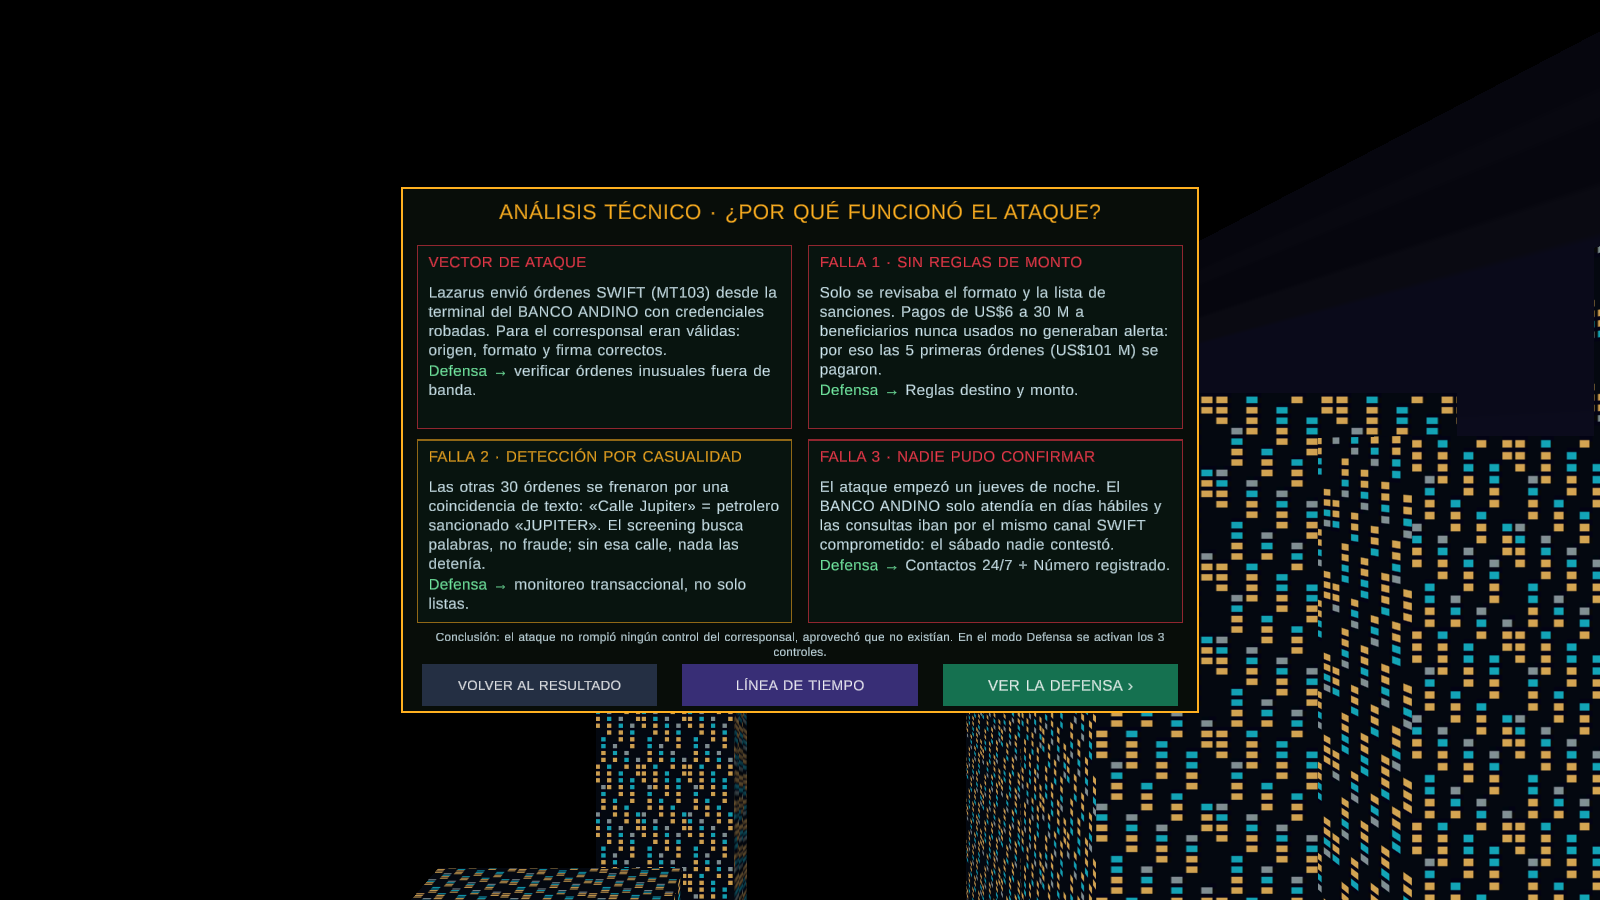 ANÁLISIS TÉCNICO · ¿POR QUÉ FUNCIONÓ EL ATAQUE?
VECTOR DE ATAQUE
Lazarus envió órdenes SWIFT (MT103) desde la
terminal del BANCO ANDINO con credenciales
robadas. Para el corresponsal eran válidas:
origen, formato y firma correctos.
Defensa → verificar órdenes inusuales fuera de
banda.
FALLA 1 · SIN REGLAS DE MONTO
Solo se revisaba el formato y la lista de
sanciones. Pagos de US$6 a 30 M a
beneficiarios nunca usados no generaban alerta:
por eso las 5 primeras órdenes (US$101 M) se
pagaron.
Defensa → Reglas destino y monto.
FALLA 2 · DETECCIÓN POR CASUALIDAD
Las otras 30 órdenes se frenaron por una
coincidencia de texto: «Calle Jupiter» = petrolero
sancionado «JUPITER». El screening busca
palabras, no fraude; sin esa calle, nada las
detenía.
Defensa → monitoreo transaccional, no solo
listas.
FALLA 3 · NADIE PUDO CONFIRMAR
El ataque empezó un jueves de noche. El
BANCO ANDINO solo atendía en días hábiles y
las consultas iban por el mismo canal SWIFT
comprometido: el sábado nadie contestó.
Defensa → Contactos 24/7 + Número registrado.
Conclusión: el ataque no rompió ningún control del corresponsal, aprovechó que no existían. En el modo Defensa se activan los 3
controles.
VOLVER AL RESULTADO
LÍNEA DE TIEMPO
VER LA DEFENSA ›